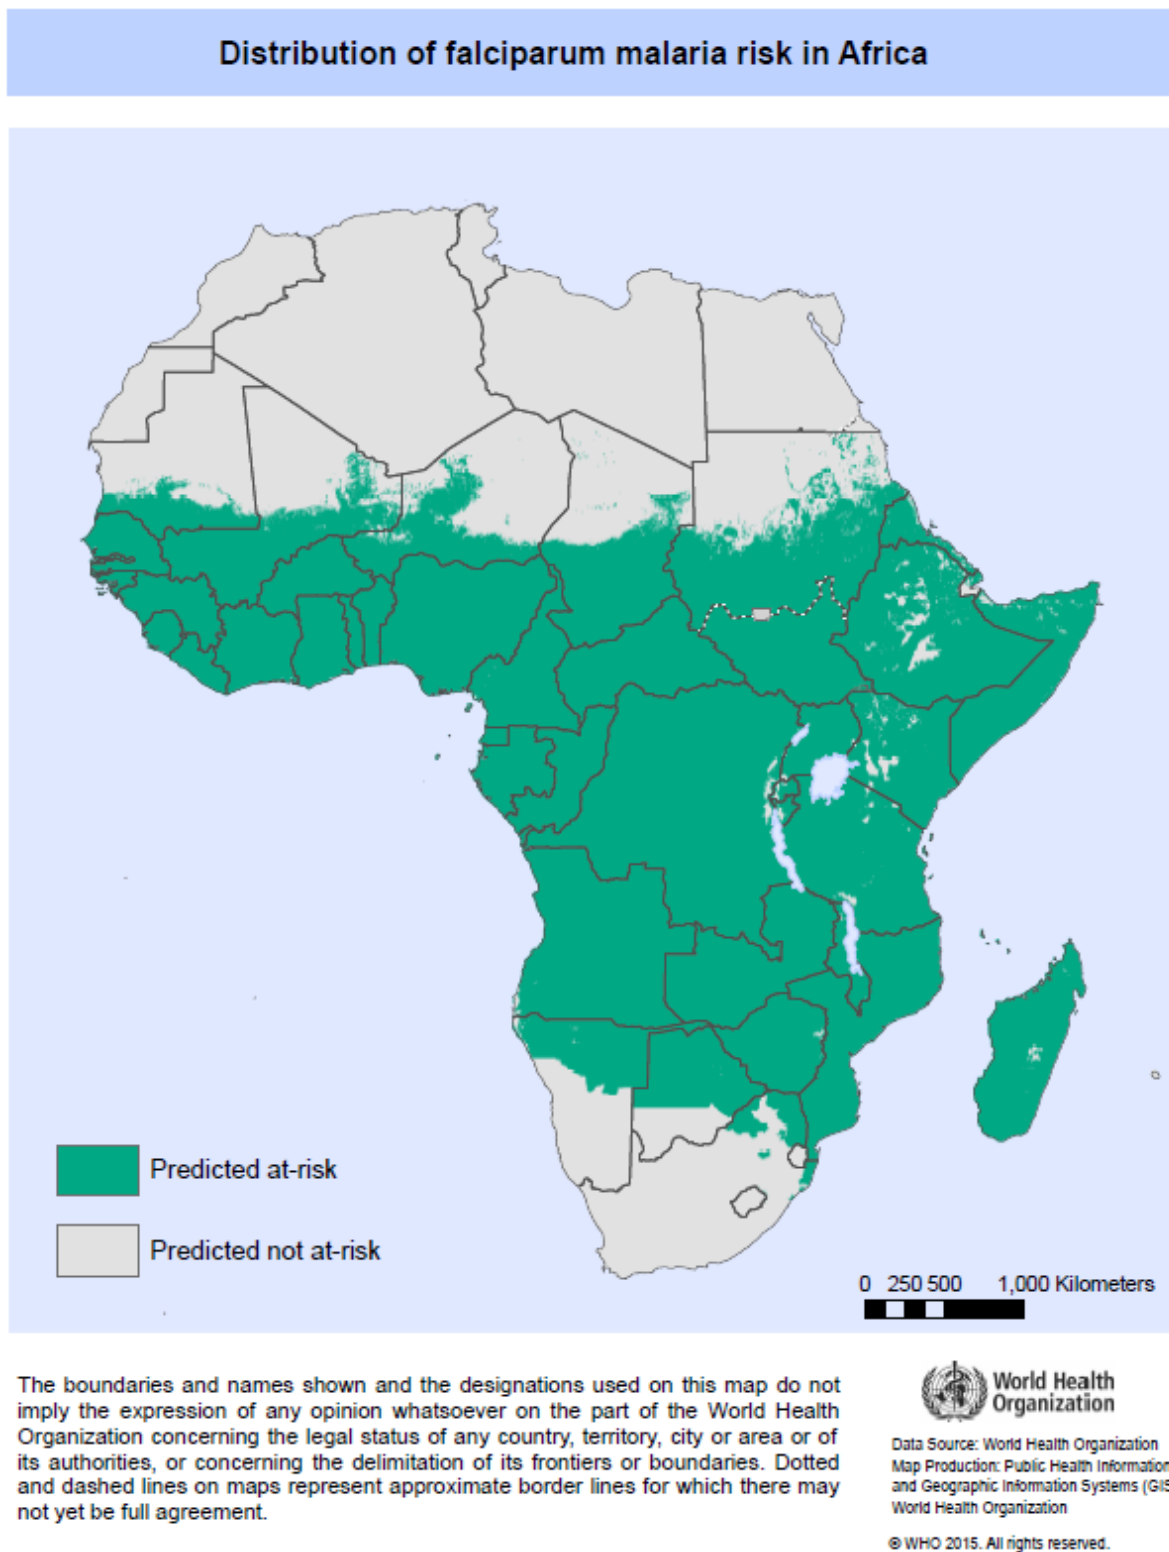 Distribution of falciparum malaria risk in Africa
Predicted at-risk
Predicted not at-risk
0 250 500 1,000 Kilometers
The boundaries and names shown and the designations used on this map do not
imply the expression of any opinion whatsoever on the part of the World Health
Organization concerning the legal status of any country, territory, city or area or of
its authorities, or concerning the delimitation of its frontiers or boundaries. Dotted
and dashed lines on maps represent approximate border lines for which there may
not yet be full agreement.
World Health
Organization
Data Source: World Health Organization
Map Production: Public Health Information
and Geographic Information Systems (GIS
World Health Organization
© WHO 2015. All rights reserved.